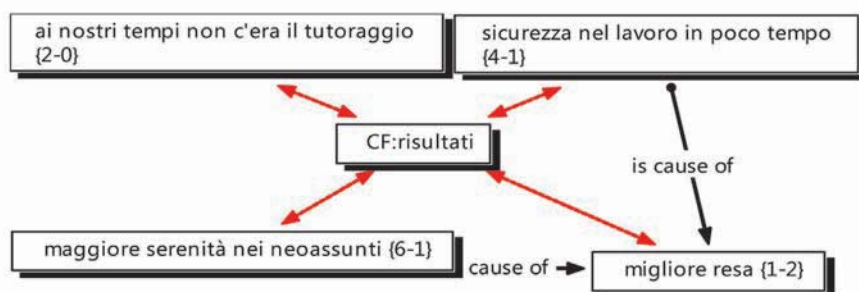 ai nostri tempi non c'era il tutoraggio
{2-0}
sicurezza nel lavoro in poco tempo
{4-1}
CF:risultati
is cause of
maggiore serenità nei neoassunti {6-1}
cause of
migliore resa {1-2}